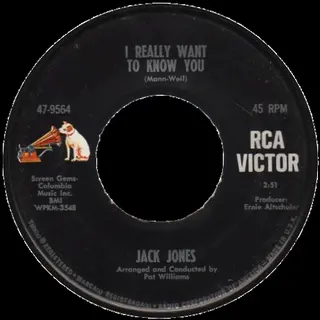 I REALLY WANT
TO KNOW YOU
(Mann-Weil)
47-9564
45 RPM
RCA
VICTOR
Screen Gems-
Columbia
Music Inc.
BMI
WPKM-3548
2:51
Producer-
Ernie Altschuler
JACK JONES
Arranged and Conducted by
Pat Williams